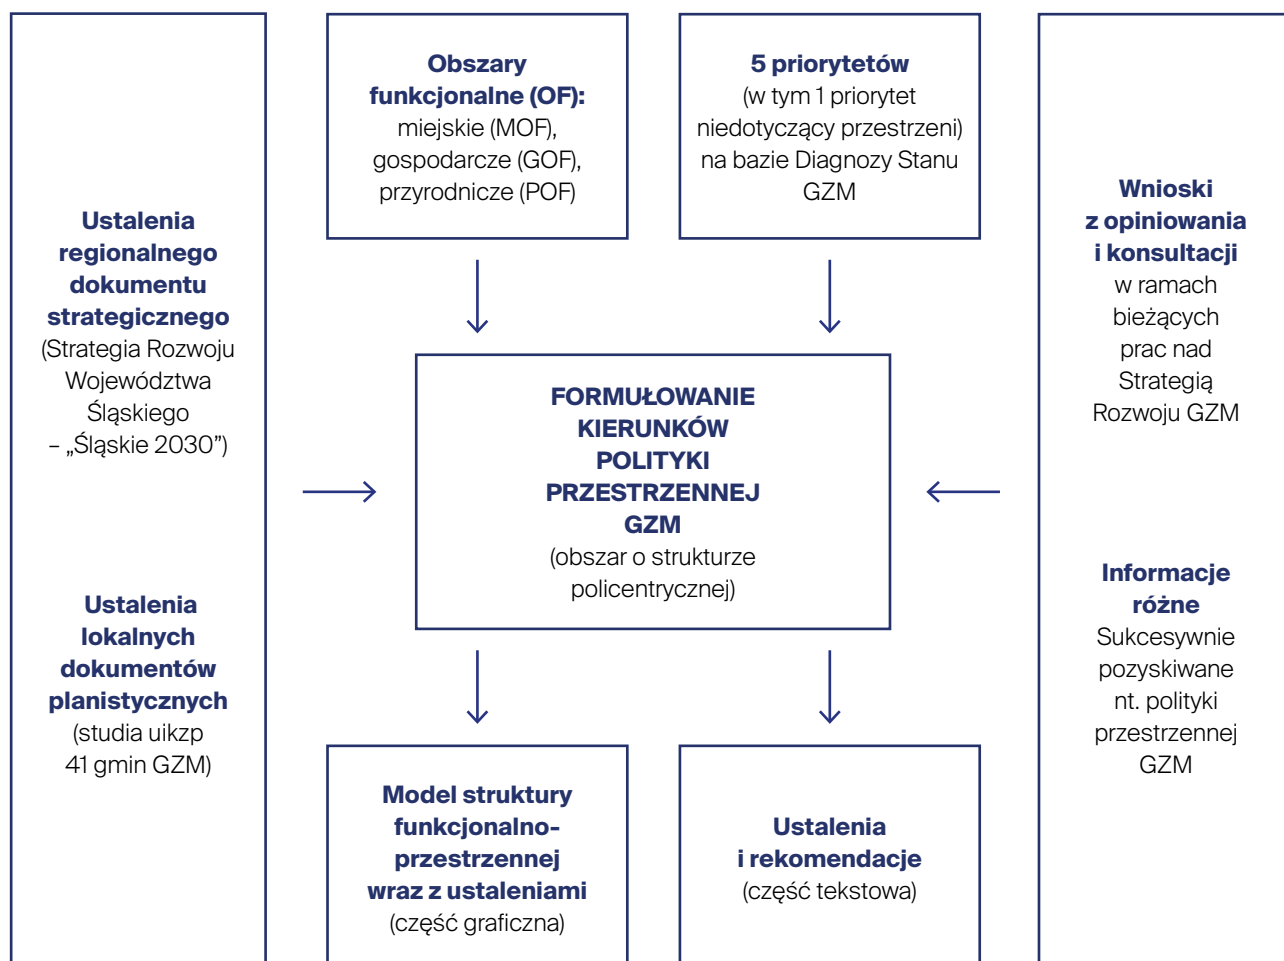 Ustalenia
regionalnego
dokumentu
strategicznego
(Strategia Rozwoju
Województwa
Śląskiego
– „Śląskie 2030”)
Ustalenia
lokalnych
dokumentów
planistycznych
(studia uikzp
41 gmin GZM)
Obszary
funkcjonalne (OF):
miejskie (MOF),
gospodarcze (GOF),
przyrodnicze (POF)
5 priorytetów
(w tym 1 priorytet
niedotyczący przestrzeni)
na bazie Diagnozy Stanu
GZM
FORMUŁOWANIE
KIERUNKÓW
POLITYKI
PRZESTRZENNEJ
GZM
(obszar o strukturze
policentrycznej)
Model struktury
funkcjonalno-
przestrzennej
wraz z ustaleniami
(część graficzna)
Ustalenia
i rekomendacje
(część tekstowa)
Wnioski
z opiniowania
i konsultacji
w ramach
bieżących
prac nad
Strategią
Rozwoju GZM
Informacje
różne
Sukcesywnie
pozyskiwane
nt. polityki
przestrzennej
GZM